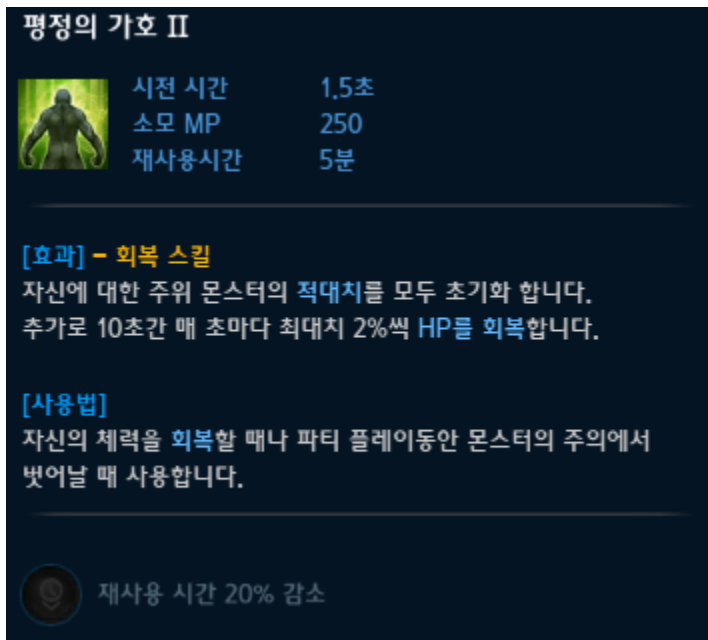 평정의 가호 II
시전 시간 1.5초
소모 MP 250
재사용시간 5분
[효과] - 회복 스킬
자신에 대한 주위 몬스터의 적대치를 모두 초기화 합니다.
추가로 10초간 매 초마다 최대치 2%씩 HP를 회복합니다.
[사용법]
자신의 체력을 회복할 때나 파티 플레이동안 몬스터의 주의에서
벗어날 때 사용합니다.
재사용 시간 20% 감소